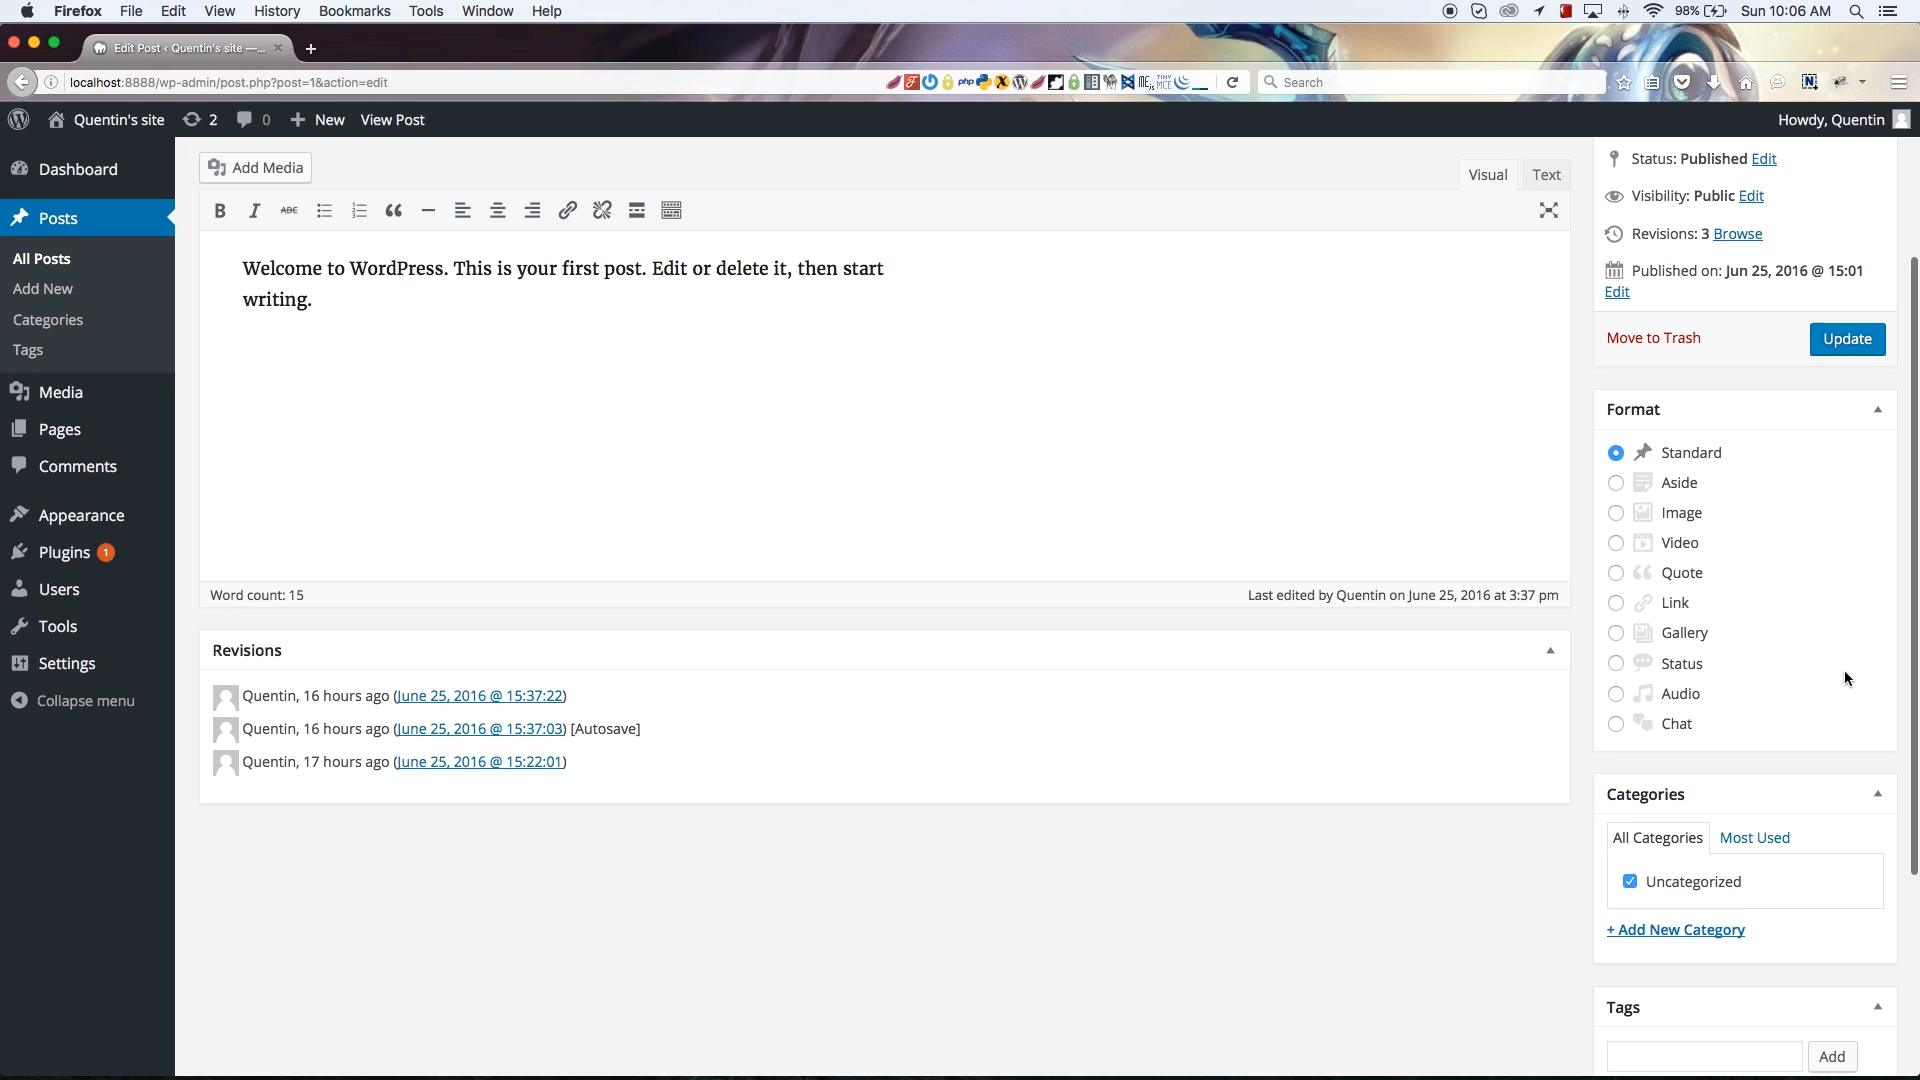 Firefox File Edit View History Bookmarks Tools Window Help
98% Sun 10:06 AM
Edit Post ‹ Quentin's site —...
localhost:8888/wp-admin/post.php?post=1&action=edit
php
Search
Quentin's site 2 0 New View Post
Howdy, Quentin
Dashboard
Posts
All Posts
Add New
Categories
Tags
Media
Pages
Comments
Appearance
Plugins 1
Users
Tools
Settings
Collapse menu
Add Media
Visual Text
B I ABC
Welcome to WordPress. This is your first post. Edit or delete it, then start
writing.
Word count: 15
Last edited by Quentin on June 25, 2016 at 3:37 pm
Revisions
Quentin, 16 hours ago (June 25, 2016 @ 15:37:22)
Quentin, 16 hours ago (June 25, 2016 @ 15:37:03) [Autosave]
Quentin, 17 hours ago (June 25, 2016 @ 15:22:01)
Status: Published Edit
Visibility: Public Edit
Revisions: 3 Browse
Published on: Jun 25, 2016 @ 15:01
Edit
Move to Trash
Update
Format
Standard
Aside
Image
Video
Quote
Link
Gallery
Status
Audio
Chat
Categories
All Categories Most Used
Uncategorized
+ Add New Category
Tags
Add